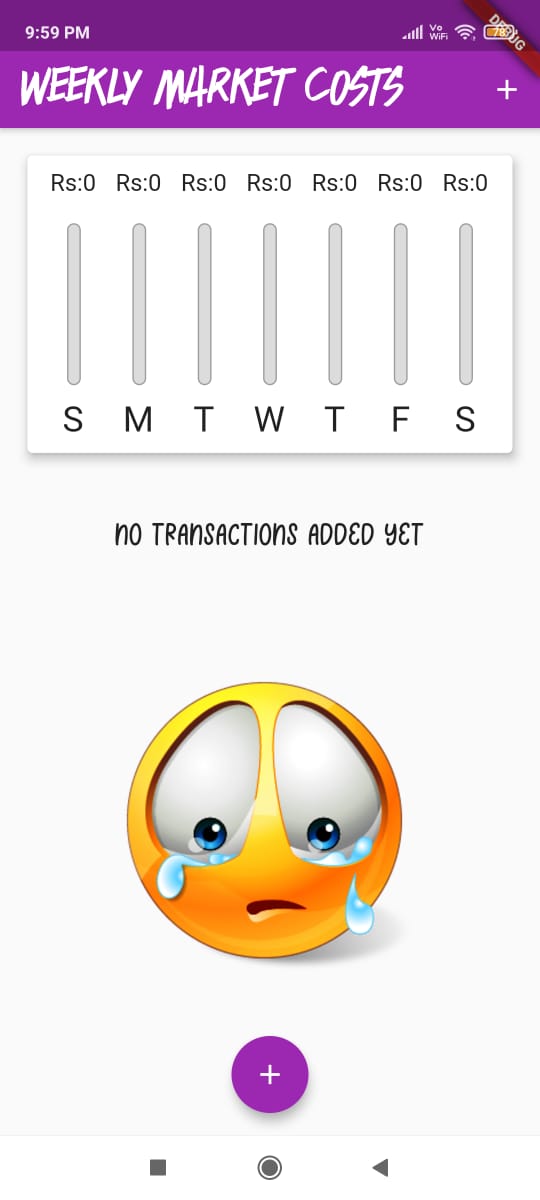 9:59 PM
Vo
WiFi
78
DEBUG
WEEKLY MARKET COSTS
+
Rs:0 Rs:0 Rs:0 Rs:0 Rs:0 Rs:0 Rs:0
S M T W T F S
NO TRANSACTIONS ADDED YET
+